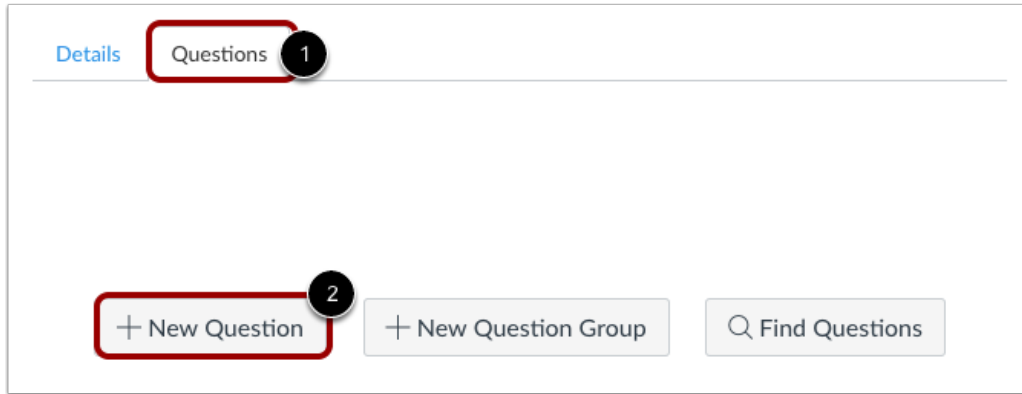 Details Questions 1
2
+ New Question + New Question Group Find Questions